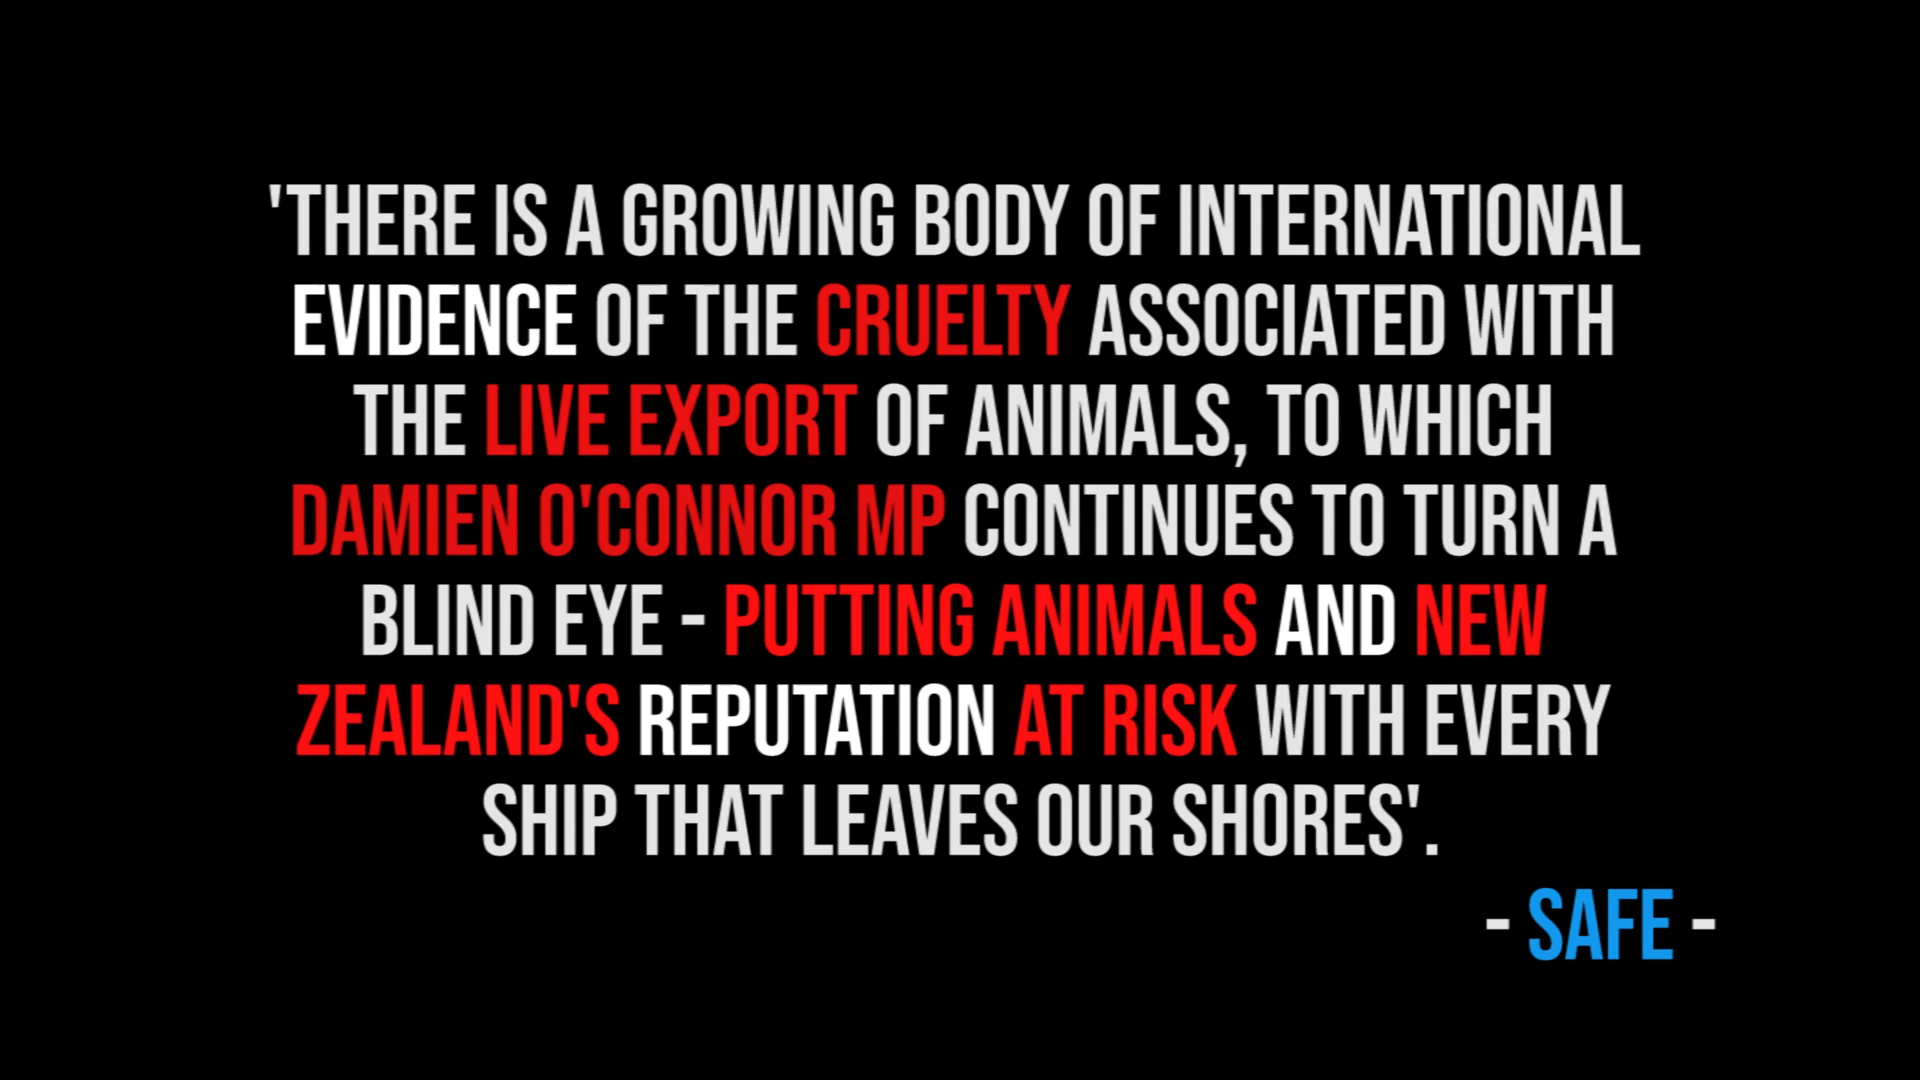 'THERE IS A GROWING BODY OF INTERNATIONAL
EVIDENCE OF THE CRUELTY ASSOCIATED WITH
THE LIVE EXPORT OF ANIMALS, TO WHICH
DAMIEN O'CONNOR MP CONTINUES TO TURN A
BLIND EYE - PUTTING ANIMALS AND NEW
ZEALAND'S REPUTATION AT RISK WITH EVERY
SHIP THAT LEAVES OUR SHORES'.
- SAFE -